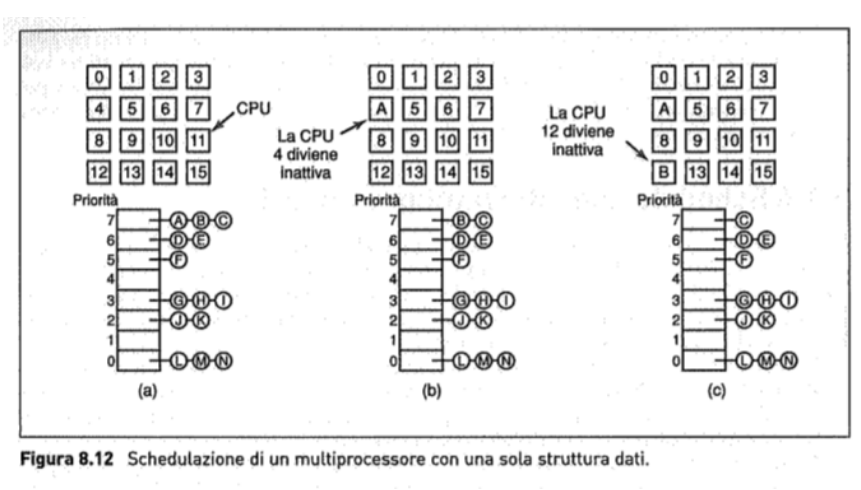 0 1 2 3
4 5 6 7
8 9 10 11
12 13 14 15
CPU
Priorità
7 A B C
6 D E
5 F
4
3 G H I
2 J K
1
0 L M N
(a)
La CPU
4 diviene
inattiva
0 1 2 3
A 5 6 7
8 9 10 11
12 13 14 15
Priorità
7 B C
6 D E
5 F
4
3 G H I
2 J K
1
0 L M N
(b)
La CPU
12 diviene
inattiva
0 1 2 3
A 5 6 7
8 9 10 11
B 13 14 15
Priorità
7 C
6 D E
5 F
4
3 G H I
2 J K
1
0 L M N
(c)
Figura 8.12 Schedulazione di un multiprocessore con una sola struttura dati.